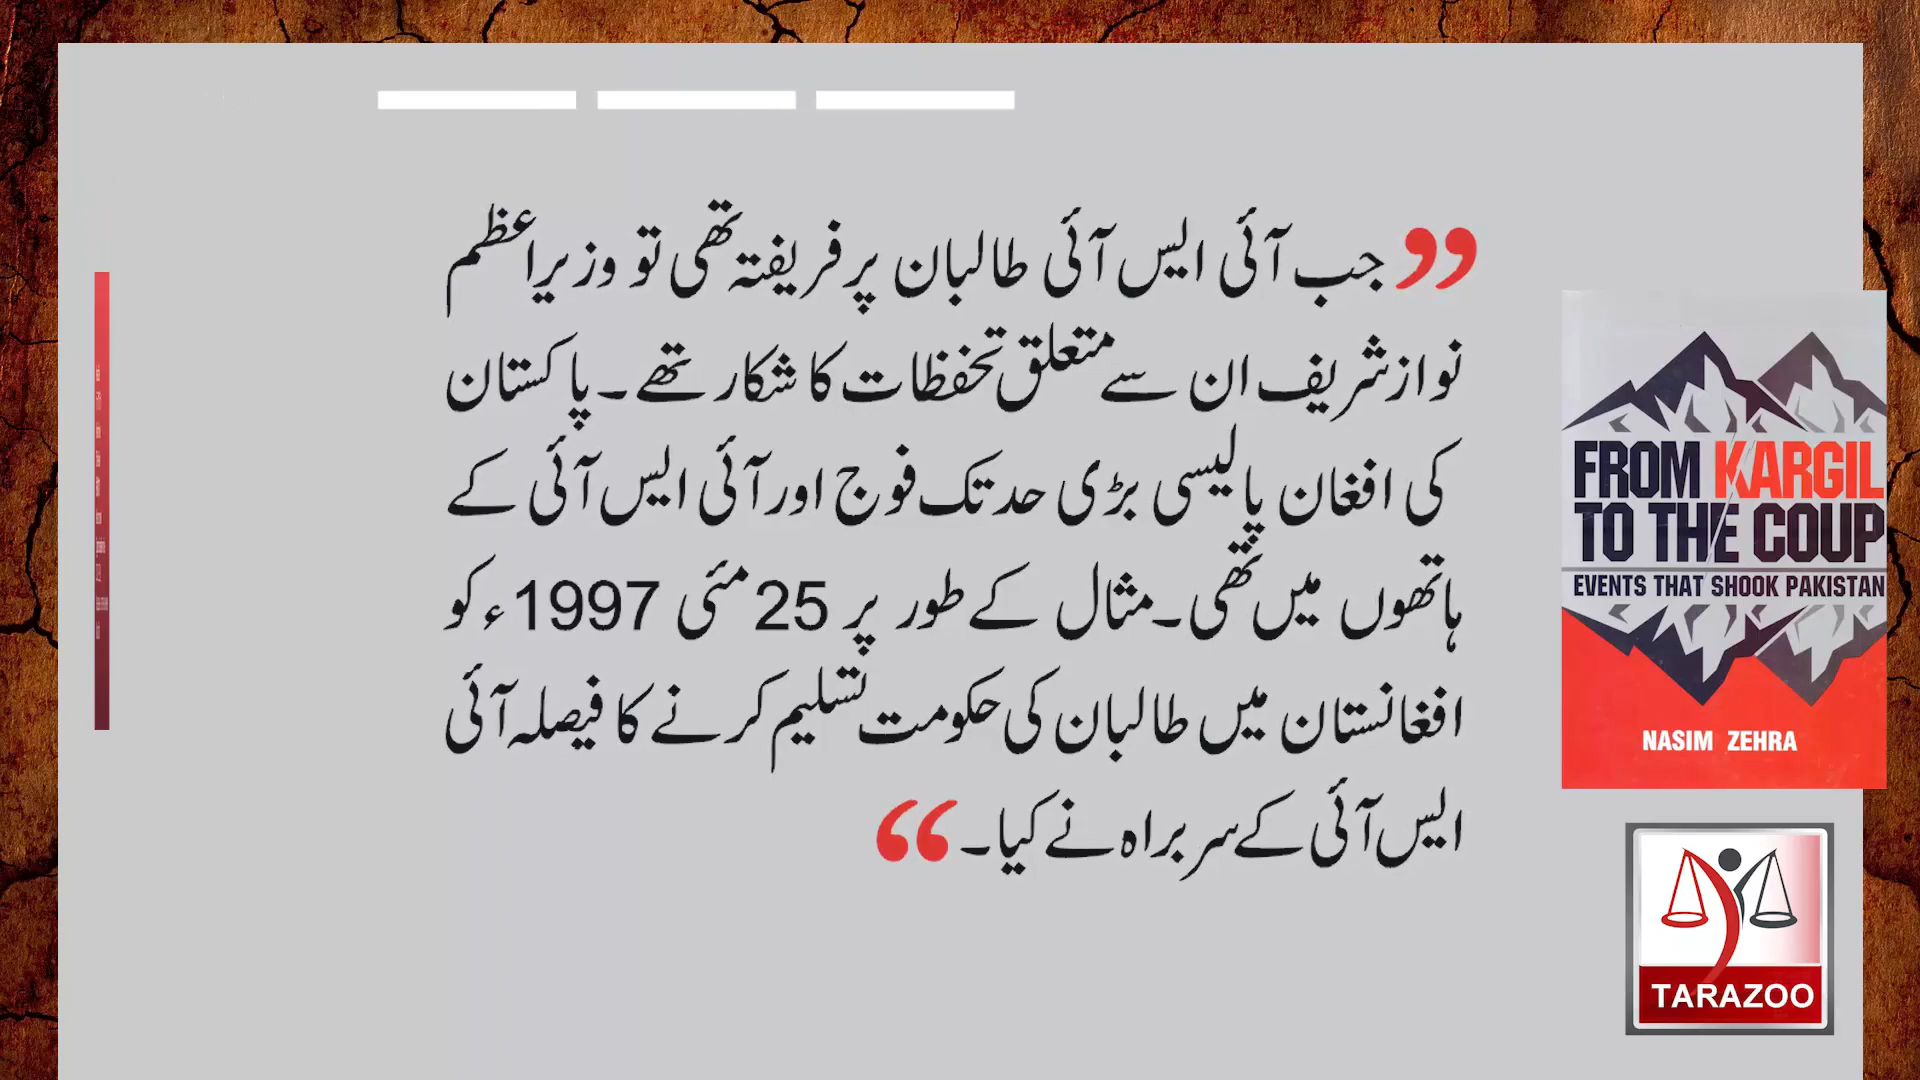 ”جب آئی ایس آئی طالبان پر فریفتہ تھی تو وزیراعظم
نواز شریف ان سے متعلق تحفظات کا شکار تھے۔ پاکستان
کی افغان پالیسی بڑی حد تک فوج اور آئی ایس آئی کے
ہاتھوں میں تھی۔ مثال کے طور پر 25 مئی 1997ء کو
افغانستان میں طالبان کی حکومت تسلیم کرنے کا فیصلہ آئی
ایس آئی کے سربراہ نے کیا۔“
FROM KARGIL
TO THE COUP
EVENTS THAT SHOOK PAKISTAN
NASIM ZEHRA
TARAZOO